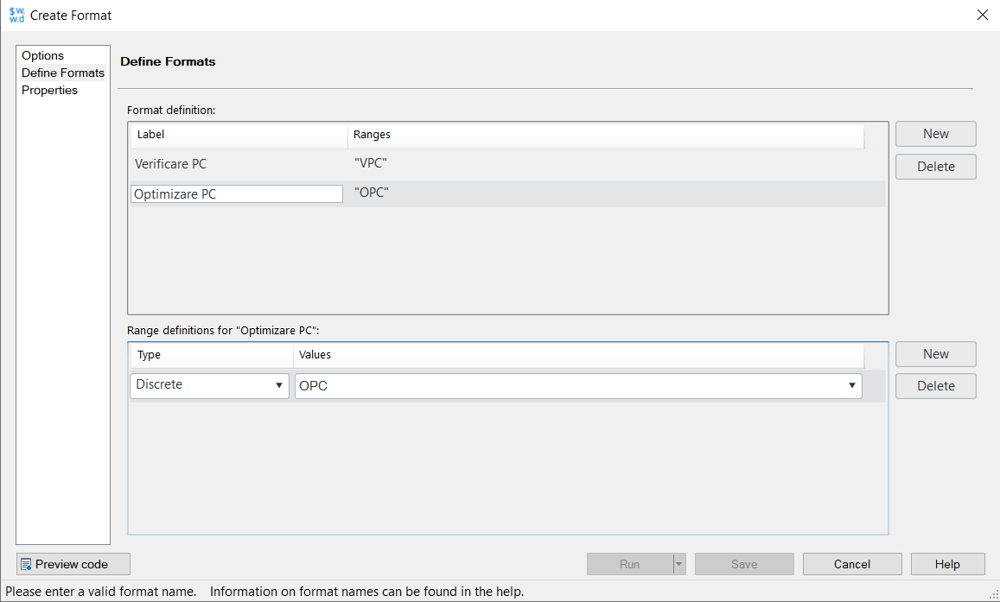 $w.
w.d
Create Format
Options
Define Formats
Properties
Define Formats
Format definition:
Label Ranges
Verificare PC "VPC"
Optimizare PC "OPC"
New
Delete
Range definitions for "Optimizare PC":
Type Values
Discrete OPC
New
Delete
Preview code Run Save Cancel Help
Please enter a valid format name. Information on format names can be found in the help.